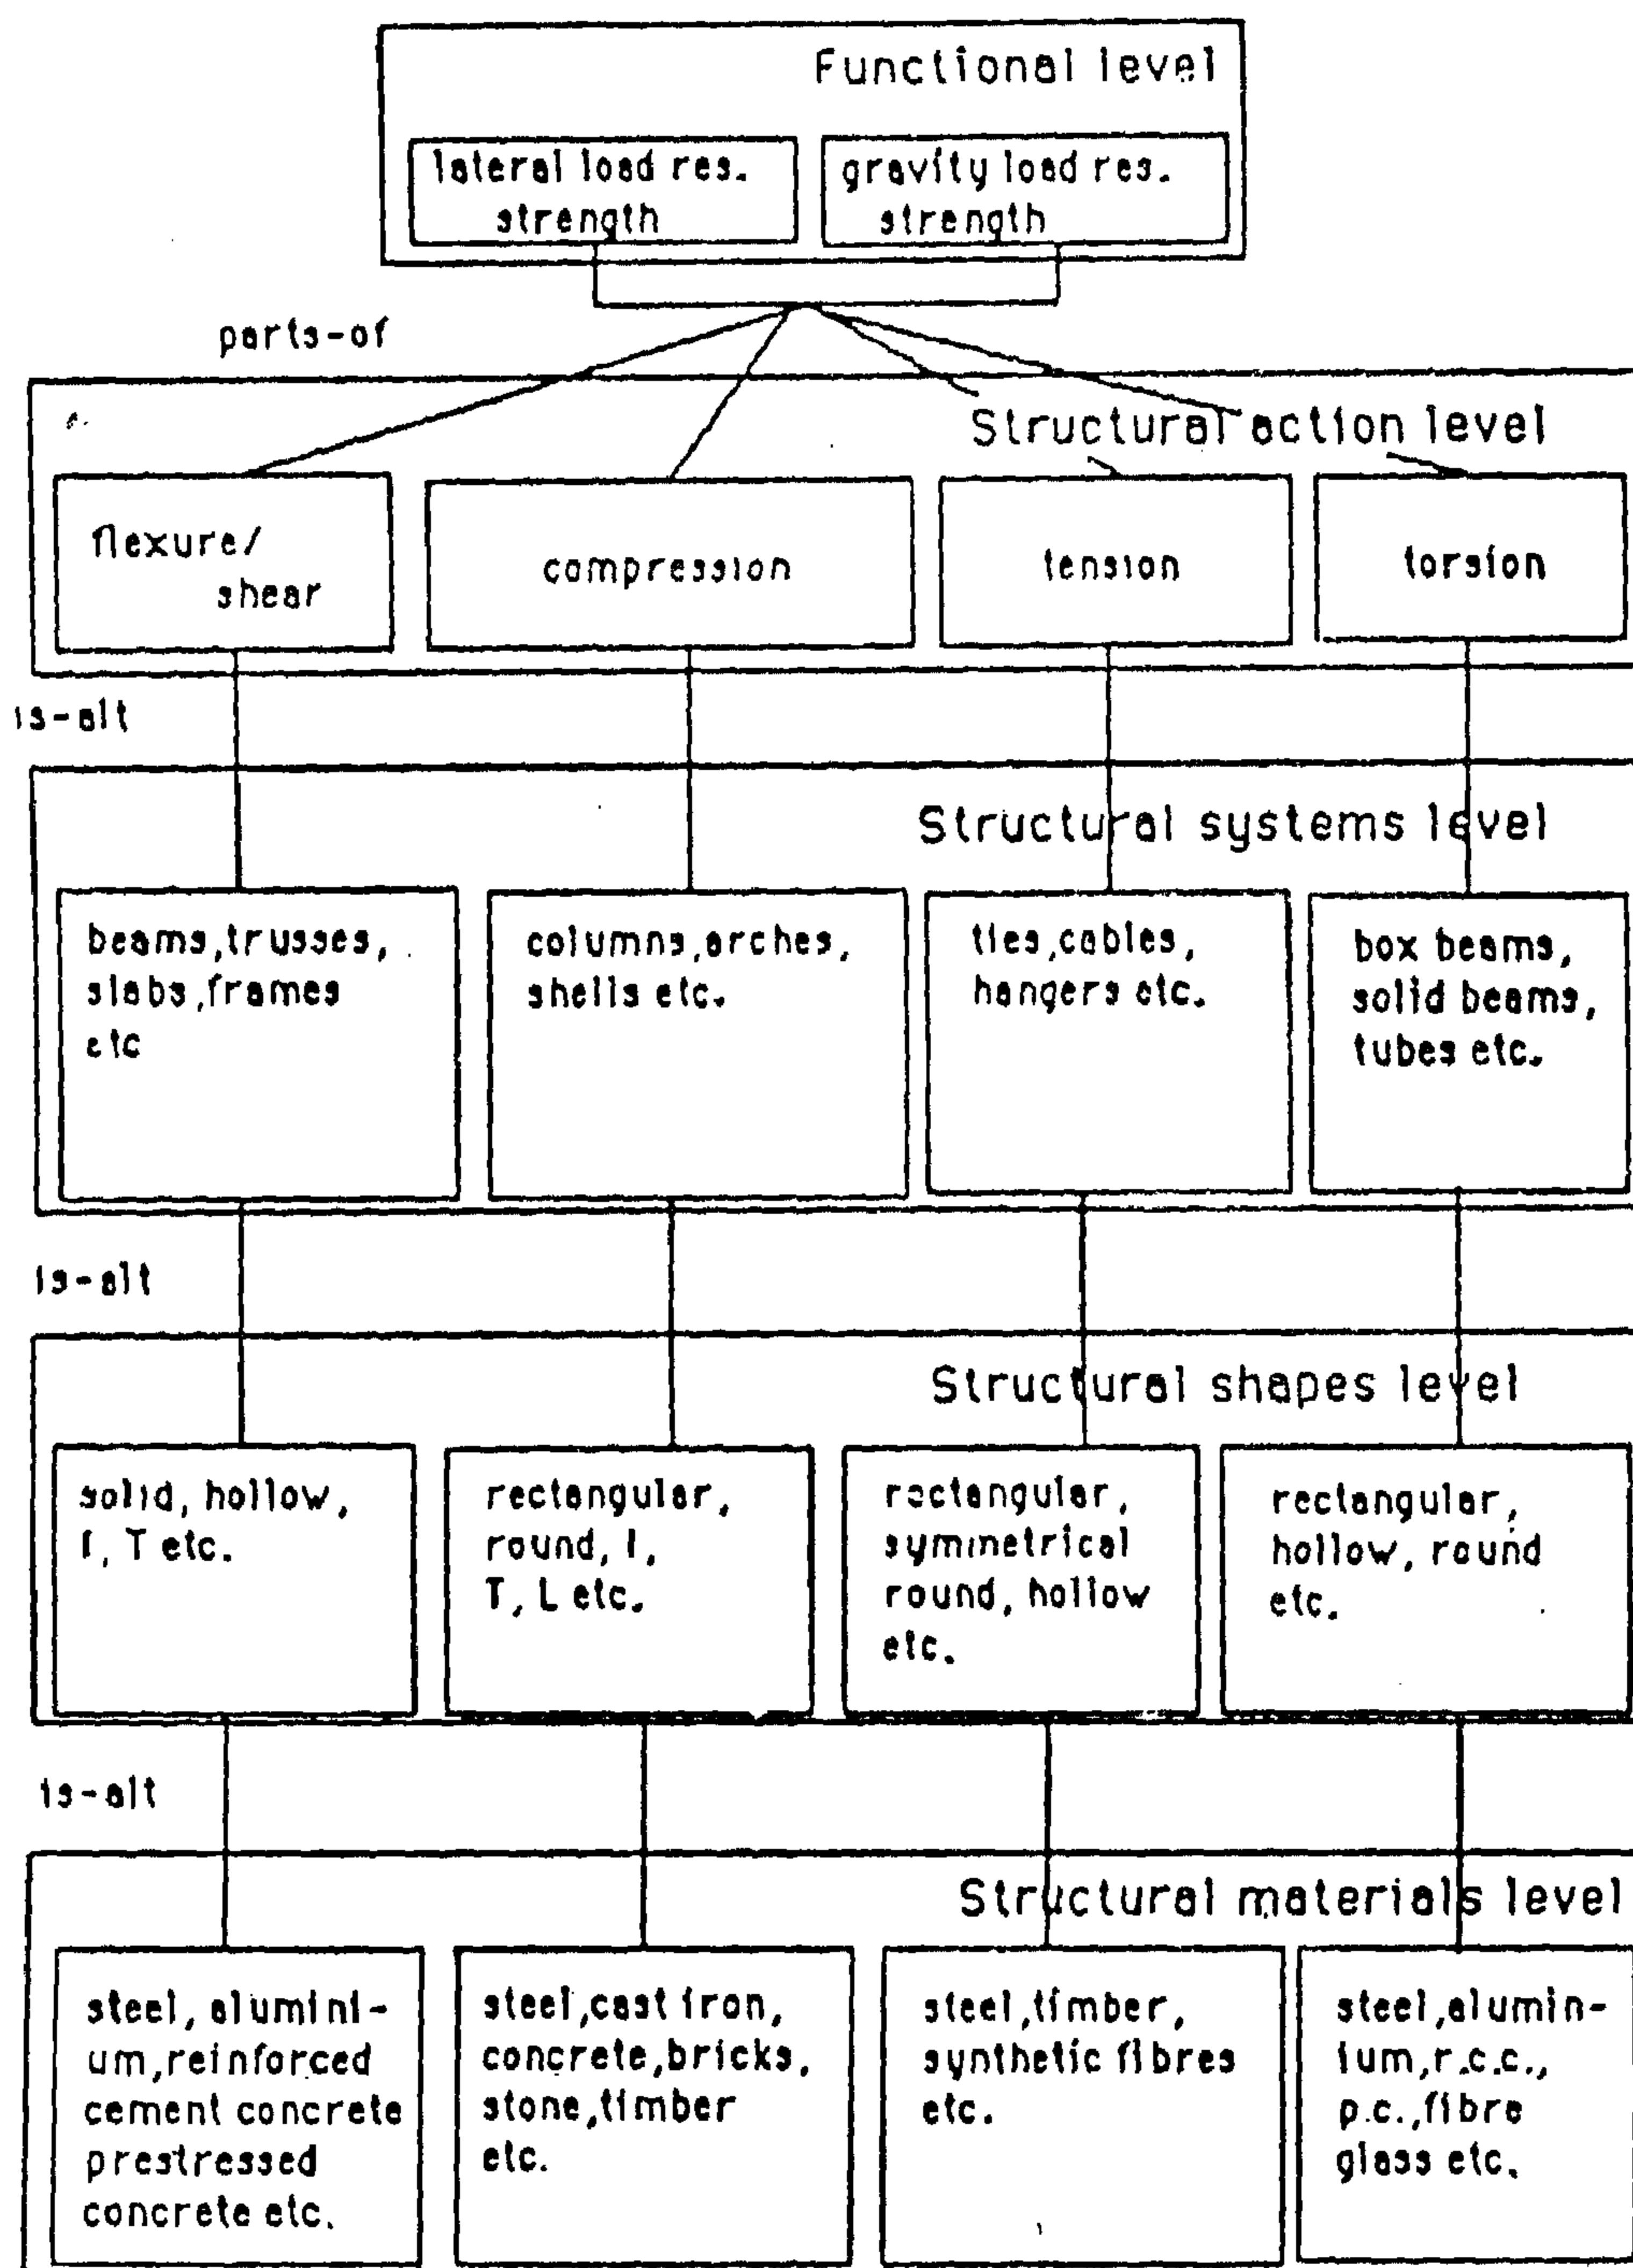 Functional level
lateral load res.
strength
gravity load res.
strength
parts-of
Structural action level
flexure/
shear
compression
tension
torsion
is-alt
Structural systems level
beams,trusses,
slabs,frames
etc
columns,arches,
shells etc.
ties,cables,
hangers etc.
box beams,
solid beams,
tubes etc.
is-alt
Structural shapes level
solid, hollow,
I, T etc.
rectangular,
round, I,
T, L etc.
rectangular,
symmetrical
round, hollow
etc.
rectangular,
hollow, round
etc.
is-alt
Structural materials level
steel, alumini-
um,reinforced
cement concrete
prestressed
concrete etc.
steel,cast iron,
concrete,bricks,
stone,timber
etc.
steel,timber,
synthetic fibres
etc.
steel,alumin-
ium,r.c.c.,
p.c.,fibre
glass etc.